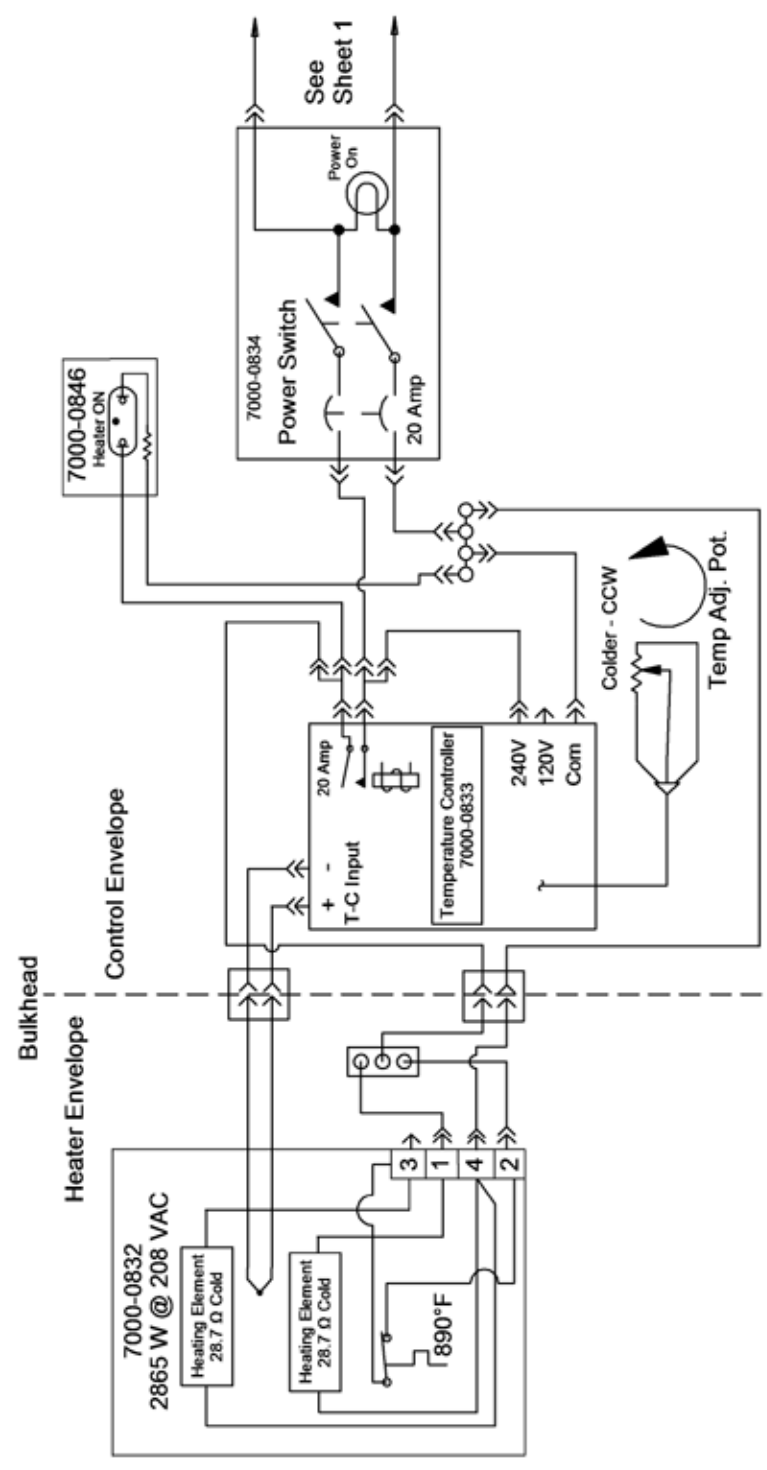 Bulkhead
Heater Envelope
Control Envelope
7000-0832
2865 W @ 208 VAC
Heating Element
28.7 Ω Cold
Heating Element
28.7 Ω Cold
890°F
3
1
4
2
+
-
T-C Input
20 Amp
Temperature Controller
7000-0833
240V
120V
Com
Colder - CCW
Temp Adj. Pot.
7000-0846
Heater ON
7000-0834
Power Switch
20 Amp
Power
On
See
Sheet 1